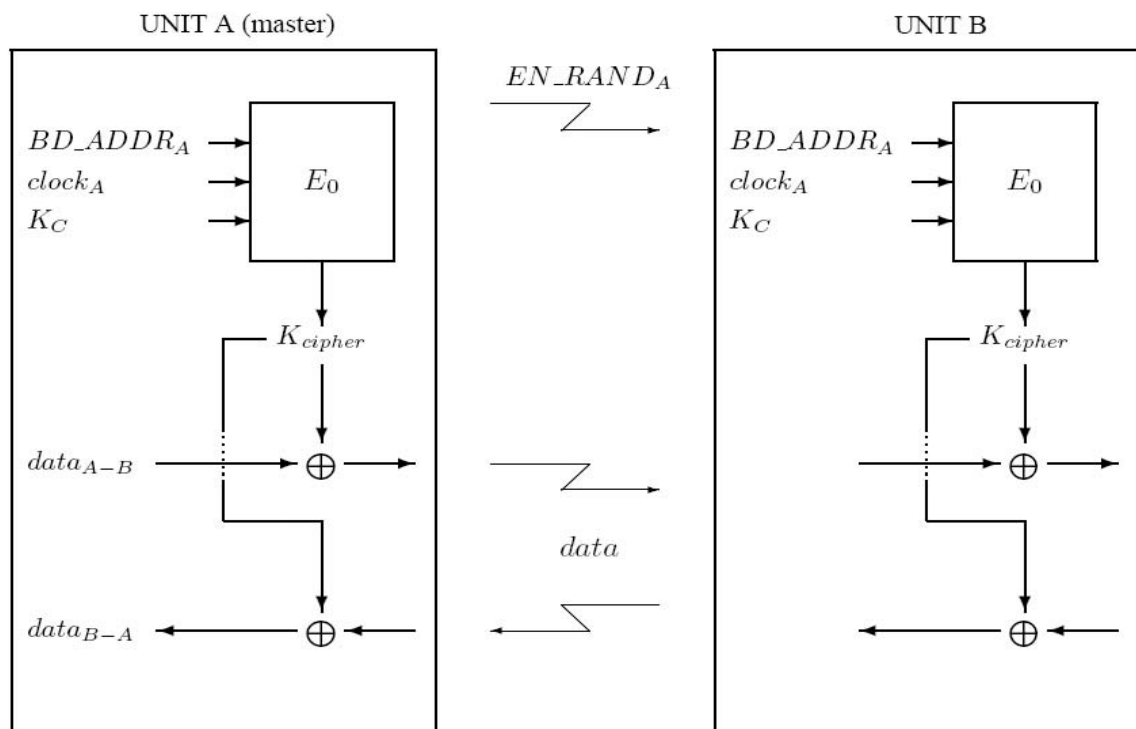 UNIT A (master)
UNIT B
EN_RAND_A
BD_ADDR_A
clock_A
K_C
E_0
K_cipher
data_A−B
data_B−A
data
BD_ADDR_A
clock_A
K_C
E_0
K_cipher